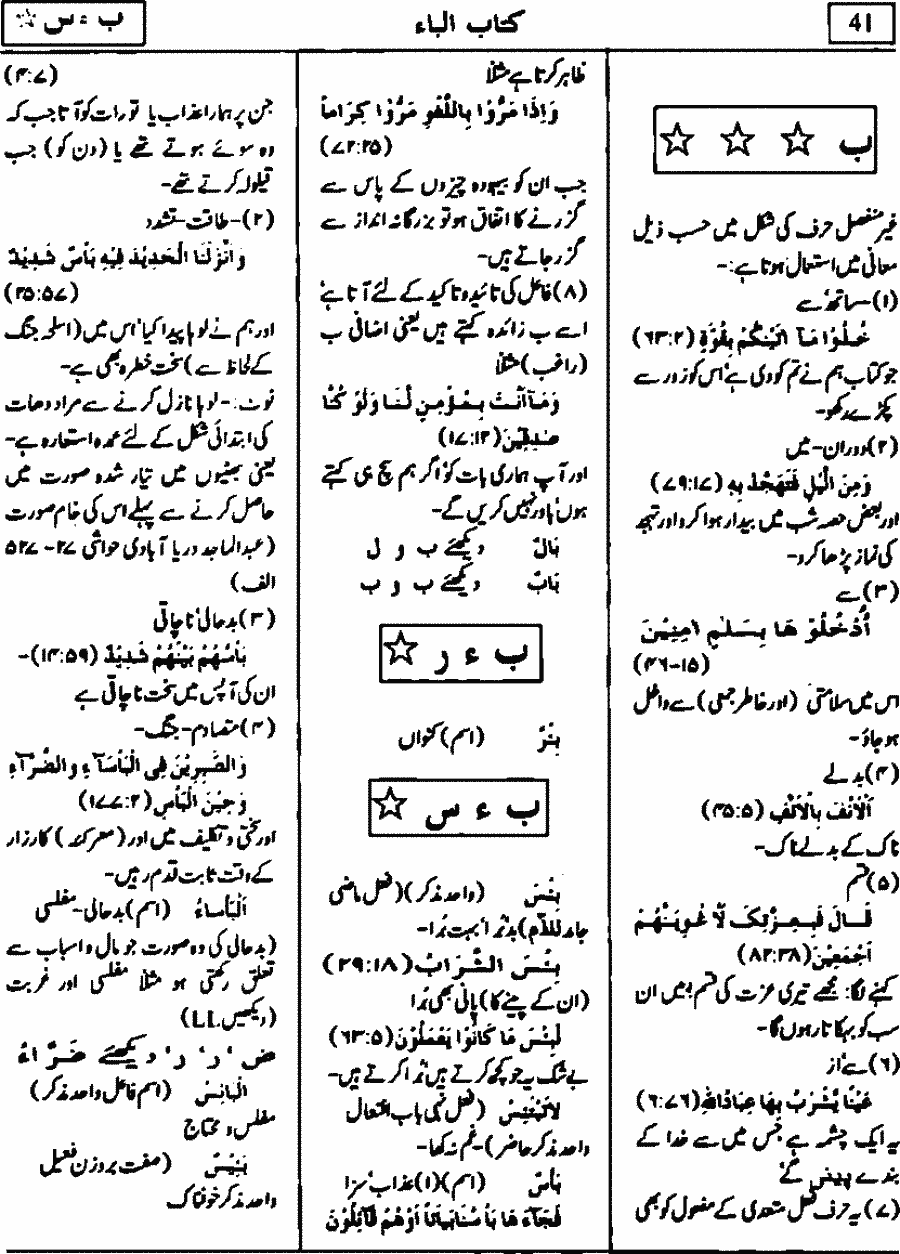 41
کتاب الباء
ب ء س ☆
ب ☆ ☆ ☆
غیر منفصل حرف کی شکل میں حسب ذیل
معانی میں استعمال ہوتا ہے:-
(۱) ساتھ' سے
خُذُوْا مَآ اٰتَیْنٰکُمْ بِقُوَّۃٍ (۶۳:۲)
جو کتاب ہم نے تم کو دی ہے' اس کو زور سے
پکڑے رکھو-
(۲) دوران- میں
وَمِنَ الَّیْلِ فَتَهَجَّدْ بِهٖ (۷۹:۱۷)
اور بعض حصہ شب میں بیدار ہوا کرو اور تہجد
کی نماز پڑھا کرو-
(۳) سے
اُدْخُلُوْ هَا بِسَلٰمٍ اٰمِنِیْنَ
(۴۶-۱۵)
اس میں سلامتی (اور خاطر جمعی) سے داخل
ہو جاؤ-
(۴) بدلے
اَلْاَنْفَ بِالْاَنْفِ (۴۵:۵)
ناک کے بدلے ناک-
(۵) قسم
قَالَ فَبِعِزَّتِکَ لَاُ غْوِیَنَّهُمْ
اَجْمَعِیْنَ (۸۲:۳۸)
کہنے لگا: مجھے تیری عزت کی قسم' میں ان
سب کو بہکاتا رہوں گا-
(۶) سے' از
عَیْنًا یَّشْرَبُ بِهَا عِبَادُاللّٰهِ (۶:۷۶)
یہ ایک چشمہ ہے جس میں سے خدا کے
بندے پیئیں گے
(۷) یہ حرف فعل متعدی کے مفعول کو بھی
ظاہر کرتا ہے مثلاً
وَاِذَا مَرُّوْا بِاللَّغْوِ مَرُّوْا کِرَاماً
(۷۲:۲۵)
جب ان کو بیہودہ چیزوں کے پاس سے
گزرنے کا اتفاق ہو تو بزرگانہ انداز سے
گزر جاتے ہیں-
(۸) فاعل کی تائید و تاکید کے لئے آتا ہے'
اسے ب زائدہ کہتے ہیں یعنی اضافی ب
(راغب) مثلاً
وَمَآ اَنْتَ بِمُؤْمِنٍ لَّنَا وَلَوْ کُنَّا
صٰدِقِیْنَ (۱۷:۱۲)
اور آپ ہماری بات کو' اگر ہم سچ ہی کہتے
ہوں' باور نہیں کریں گے-
بَالٌ دیکھئے ب و ل
بَابٌ دیکھئے ب و ب
ب ء ر ☆
بِئْرٌ (اسم) کنواں
ب ء س ☆
بِئْسَ (واحد مذکر) (فعل ماضی
جامد للذّم) بد تر' بہت بُرا-
بِئْسَ الشَّرَابُ (۲۹:۱۸)
(ان کے پینے کا) پانی بھی بُرا
لَبِئْسَ مَا کَانُوْا یَعْمَلُوْنَ (۶۳:۵)
بے شک یہ جو کچھ کرتے ہیں' بُرا کرتے ہیں-
لَاتَبْتَئِسْ (فعل نہی باب افتعال
واحد مذکر حاضر)- غم نہ کھا-
بَأْسٌ (اسم) (۱) عذاب' سزا
فَجَآءَ هَا بَأْ سُنَا بَیَاتًا اَوْهُمْ قَآئِلُوْنَ
(۴:۷)
جن پر ہمارا عذاب یا تو رات کو آتا جب کہ
وہ سوئے ہوتے تھے یا (دن کو) جب
قیلولہ کرتے تھے-
(۲)- طاقت- تشدد
وَ اَنْزَلْنَا الْحَدِیْدَ فِیْهِ بَأْسٌ شَدِیْدٌ
(۲۵:۵۷)
اور ہم نے لوہا پیدا کیا' اس میں (اسلحہ جنگ
کے لحاظ سے) سخت خطرہ بھی ہے-
نوٹ:- لوہا نازل کرنے سے مراد دھات
کی ابتدائی شکل کے لئے عمدہ استعارہ ہے-
یعنی بھٹیوں میں تیار شدہ صورت میں
حاصل کرنے سے پہلے اس کی خام صورت
(عبدالماجد دریا آبادی حواشی ۲۷- ۵۲۷
الف)
(۳) بدحالی' ناچاقی
بَأْسُهُمْ بَیْنَهُمْ شَدِیْدٌ (۱۴:۵۹)-
ان کی آپس میں سخت ناچاقی ہے
(۴) متصادم- جنگ-
وَ الصّٰبِرِیْنَ فِی الْبَأْسَآءِ وَ الضَّرَّآءِ
وَ حِیْنَ الْبَأْسِ (۱۷۷:۲)
اور سختی و تکلیف میں اور (معرکۂ) کارزار
کے وقت ثابت قدم رہیں-
اَلْبَأْسَاءُ (اسم) بدحالی- مفلسی
(بدحالی کی وہ صورت جو مال و اسباب سے
تعلق رکھتی ہو مثلاً مفلسی اور غربت
(دیکھیں LL)
ض' ر' ر' دیکھئے ضَرَّاءُ
اَلْبَائِسُ (اسم فاعل واحد مذکر)
مفلس و محتاج
بَئِیْسٌ (صفت بروزن فعیل
واحد مذکر خوفناک